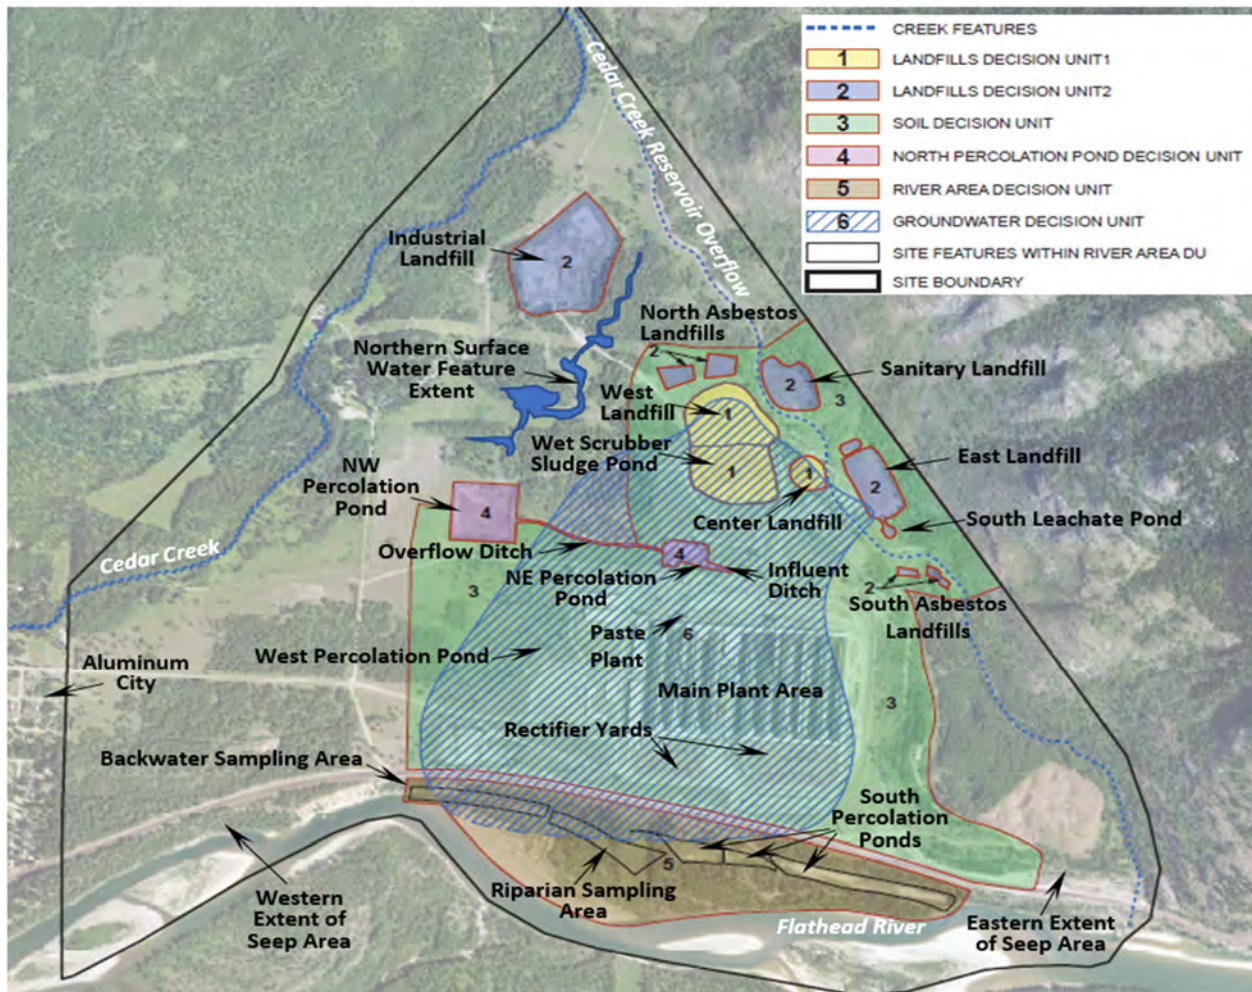 CREEK FEATURES
1 LANDFILLS DECISION UNIT1
2 LANDFILLS DECISION UNIT2
3 SOIL DECISION UNIT
4 NORTH PERCOLATION POND DECISION UNIT
5 RIVER AREA DECISION UNIT
6 GROUNDWATER DECISION UNIT
SITE FEATURES WITHIN RIVER AREA DU
SITE BOUNDARY
Cedar Creek Reservoir Overflow
Industrial
Landfill
2
North Asbestos
Landfills
2
Northern Surface
Water Feature
Extent
Sanitary Landfill
2
3
West
Landfill
1
Wet Scrubber
Sludge Pond
1
East Landfill
2
NW
Percolation
Pond
4
1
Center Landfill
South Leachate Pond
Cedar Creek
Overflow Ditch
4
NE Percolation
Pond
Influent
Ditch
2
South Asbestos
Landfills
3
Paste
Plant
6
West Percolation Pond
Aluminum
City
Main Plant Area
3
Rectifier Yards
Backwater Sampling Area
South
Percolation
Ponds
5
Riparian Sampling
Area
Western
Extent of
Seep Area
Flathead River
Eastern Extent
of Seep Area